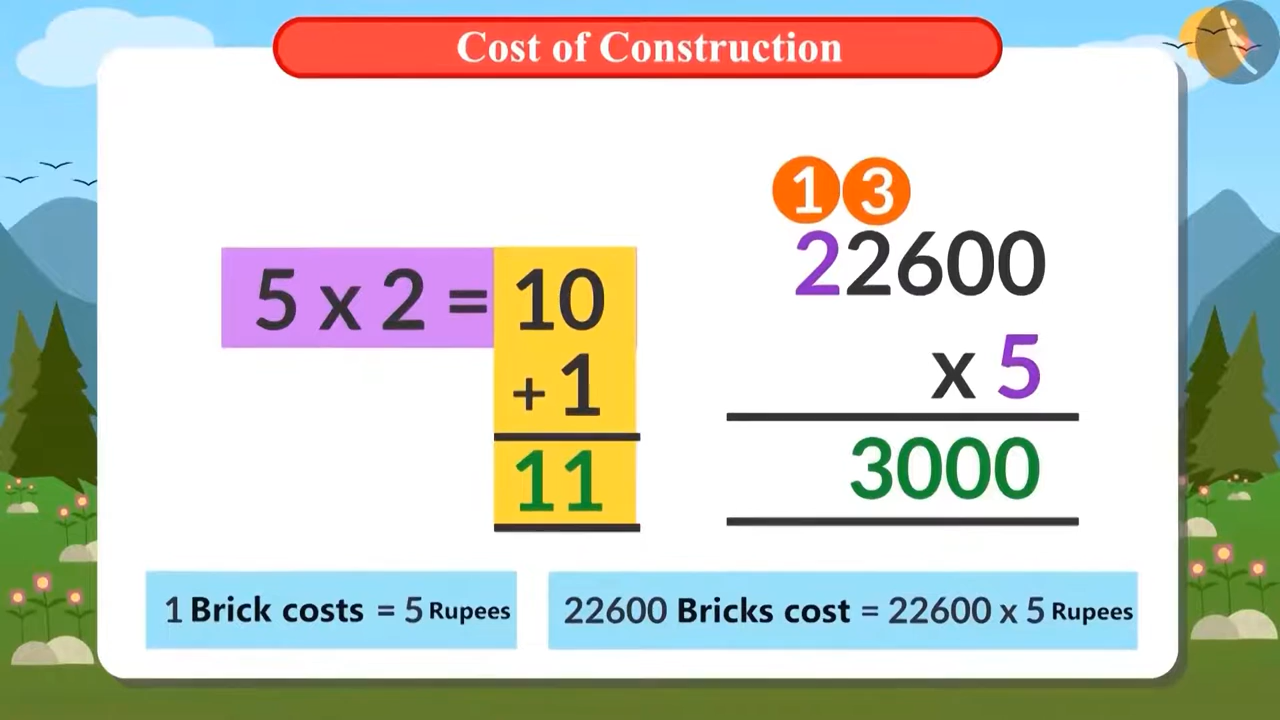 Cost of Construction
5 x 2 = 10
+ 1
11
1 3
22600
x 5
3000
1 Brick costs = 5 Rupees
22600 Bricks cost = 22600 x 5 Rupees